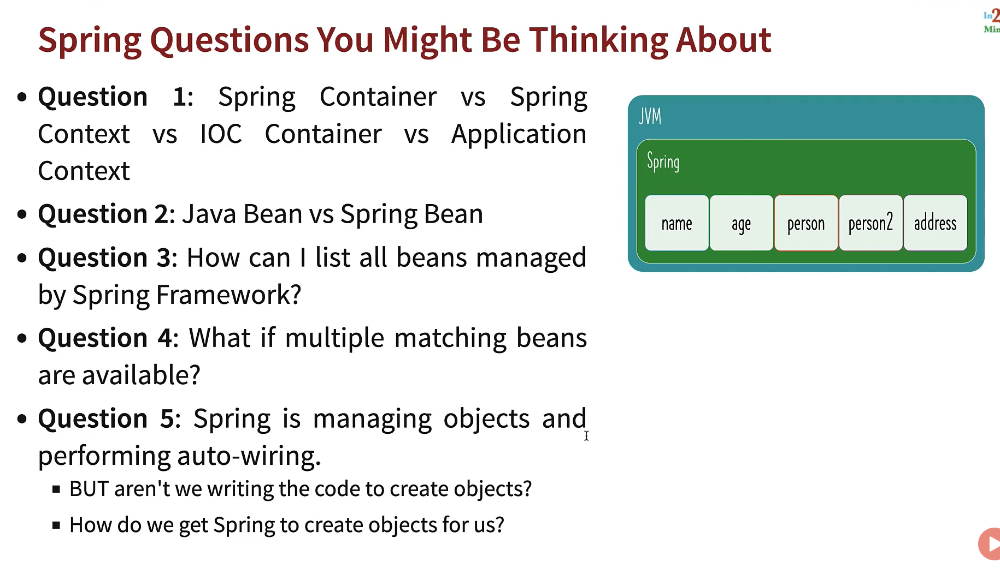 Spring Questions You Might Be Thinking About
In2
Min
• Question 1: Spring Container vs Spring
Context vs IOC Container vs Application
Context
• Question 2: Java Bean vs Spring Bean
• Question 3: How can I list all beans managed
by Spring Framework?
• Question 4: What if multiple matching beans
are available?
• Question 5: Spring is managing objects and
performing auto-wiring.
▪ BUT aren't we writing the code to create objects?
▪ How do we get Spring to create objects for us?
JVM
Spring
name age person person2 address